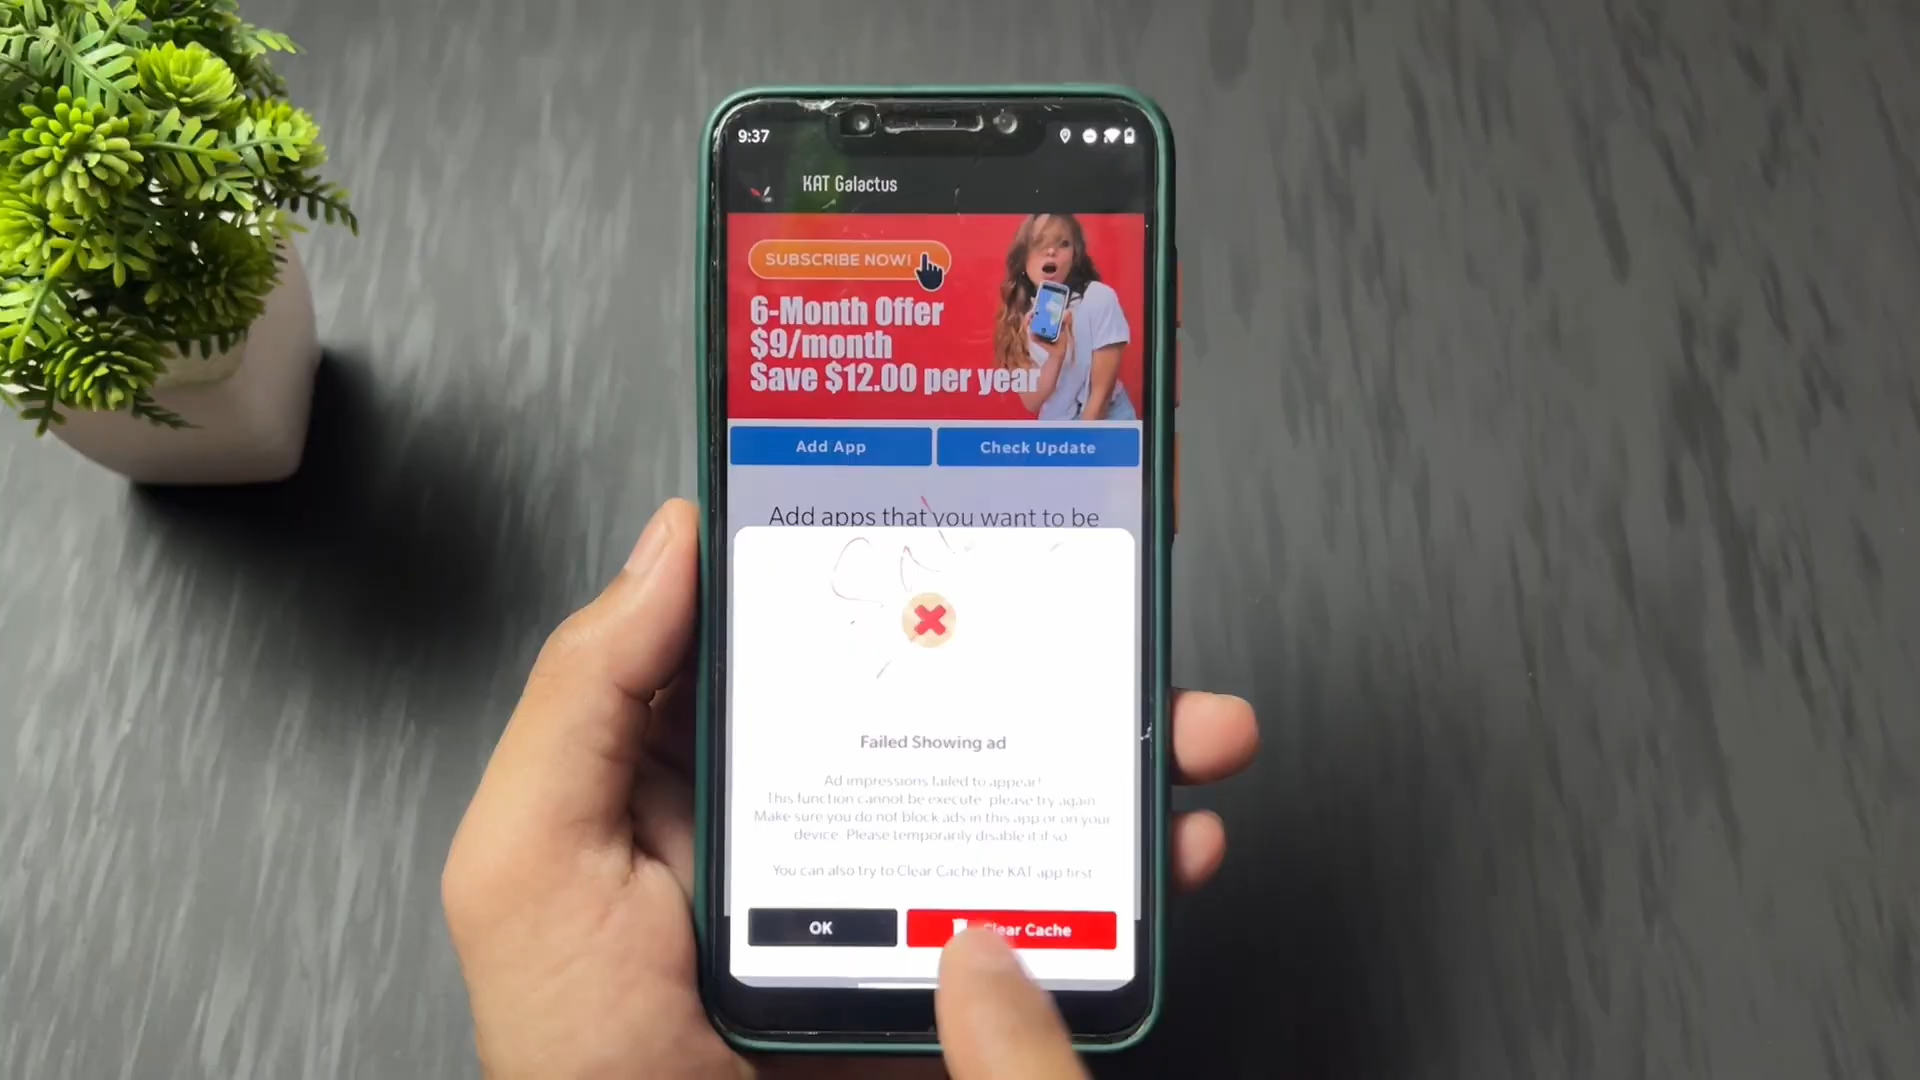 9:37
KAT Galactus
SUBSCRIBE NOW!
6-Month Offer
$9/month
Save $12.00 per year
Add App
Check Update
Add apps that you want to be
Failed Showing ad
Ad impressions failed to appear!
This function cannot be execute, please try again
Make sure you do not block ads in this app or on your
device. Please temporarily disable it if so
You can also try to Clear Cache the KAT app first
OK
Clear Cache